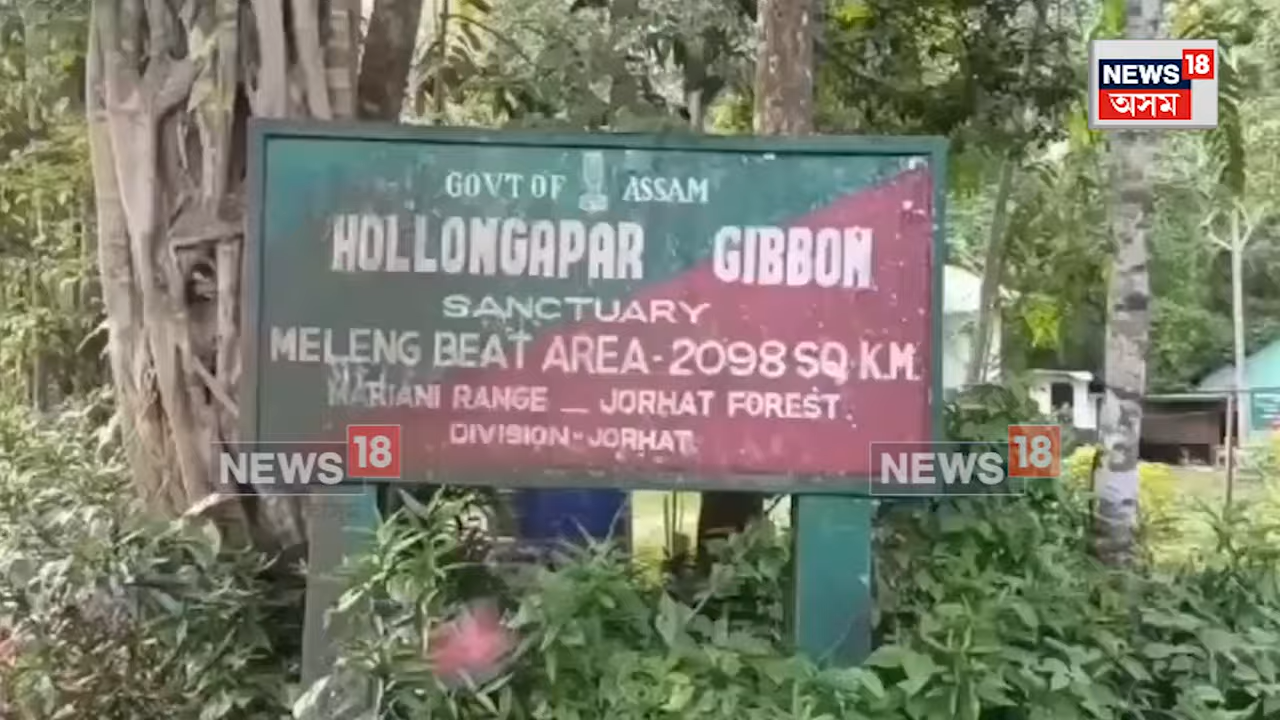 NEWS 18
অসম
GOVT OF ASSAM
HOLLONGAPAR GIBBON
SANCTUARY
MELENG BEAT AREA-2098 SQ.K.M.
MARIANI RANGE _ JORHAT FOREST.
DIVISION-JORHAT
NEWS 18
NEWS 18